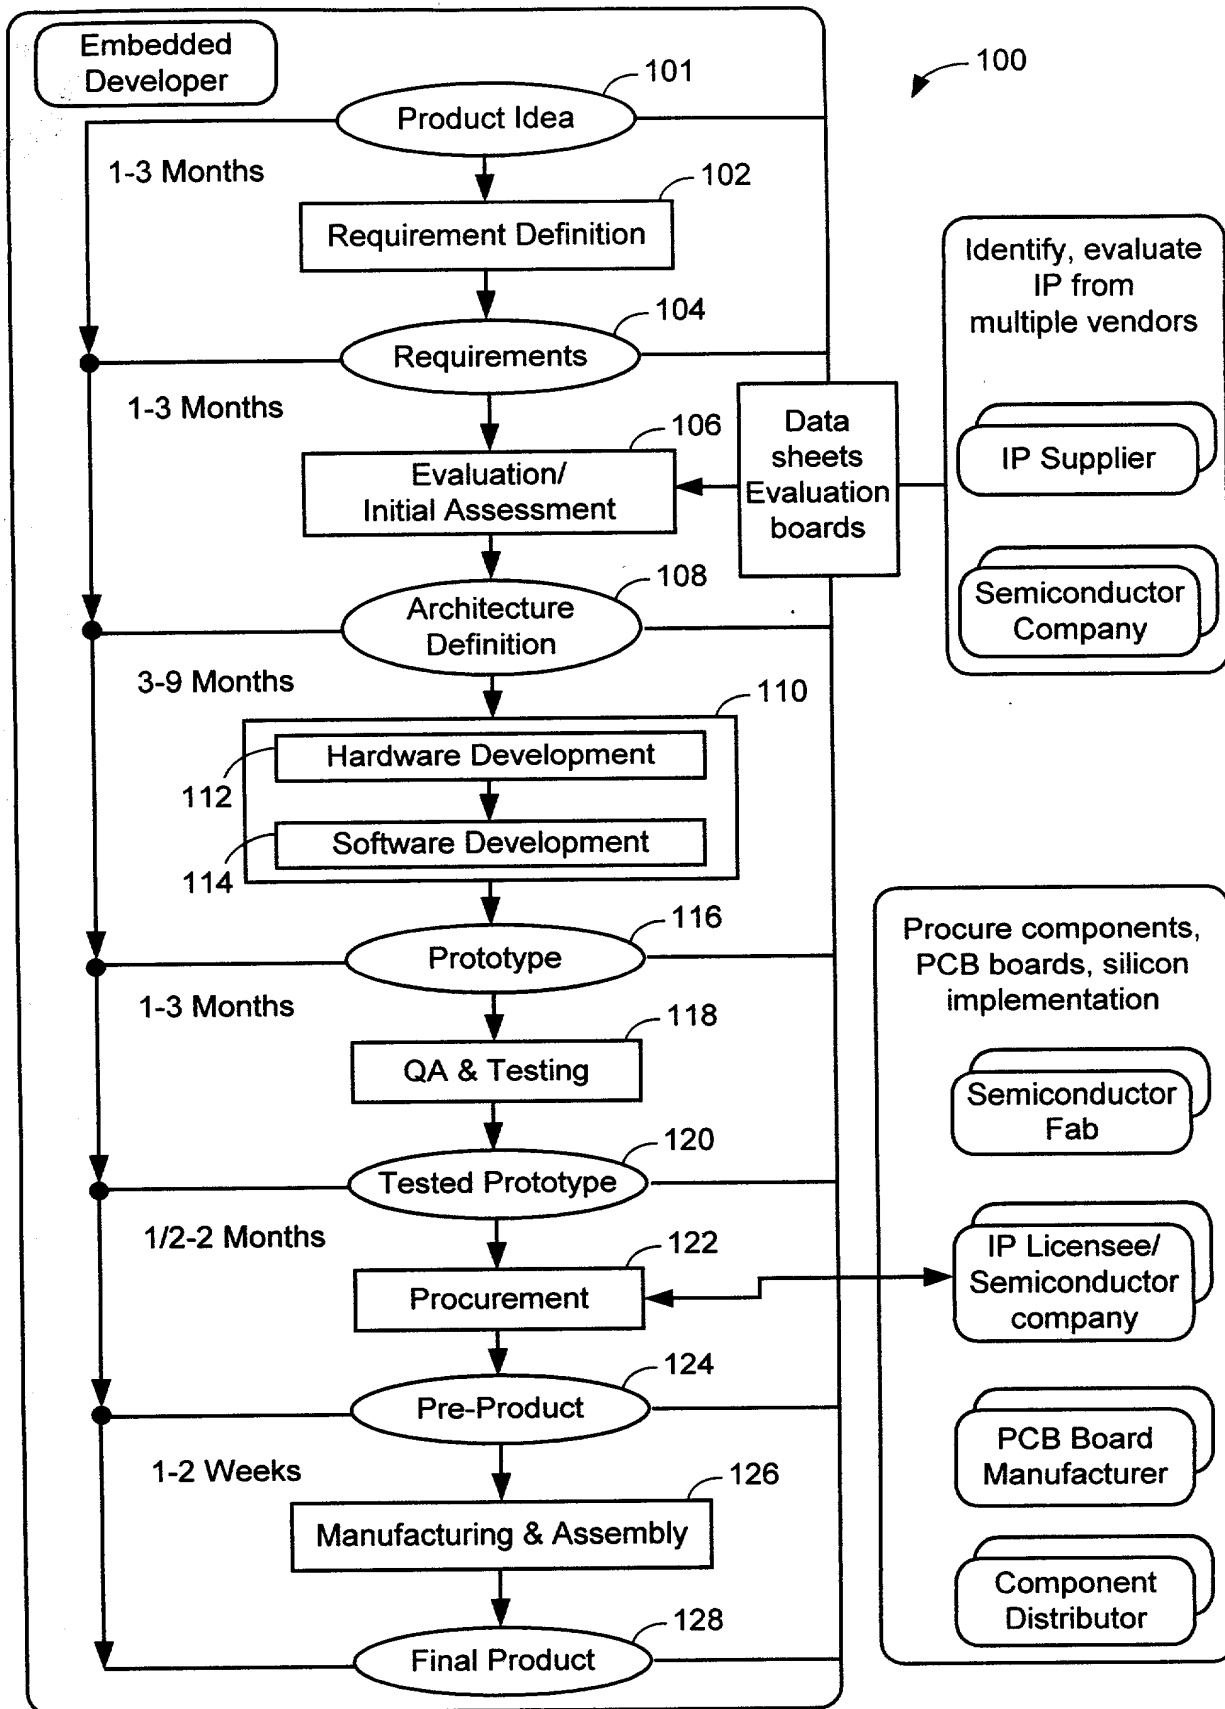 Embedded
Developer
100
101
Product Idea
1-3 Months
102
Requirement Definition
104
Requirements
1-3 Months
106
Evaluation/
Initial Assessment
Data
sheets
Evaluation
boards
Identify, evaluate
IP from
multiple vendors
IP Supplier
Semiconductor
Company
108
Architecture
Definition
3-9 Months
110
Hardware Development
112
Software Development
114
116
Prototype
1-3 Months
118
QA & Testing
120
Tested Prototype
1/2-2 Months
122
Procurement
124
Pre-Product
1-2 Weeks
126
Manufacturing & Assembly
128
Final Product
Procure components,
PCB boards, silicon
implementation
Semiconductor
Fab
IP Licensee/
Semiconductor
company
PCB Board
Manufacturer
Component
Distributor